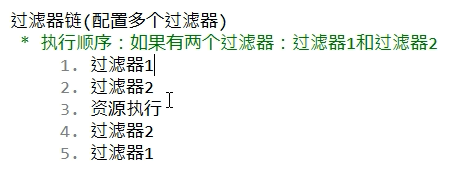 过滤器链(配置多个过滤器)
* 执行顺序：如果有两个过滤器：过滤器1和过滤器2
1. 过滤器1
2. 过滤器2
3. 资源执行
4. 过滤器2
5. 过滤器1